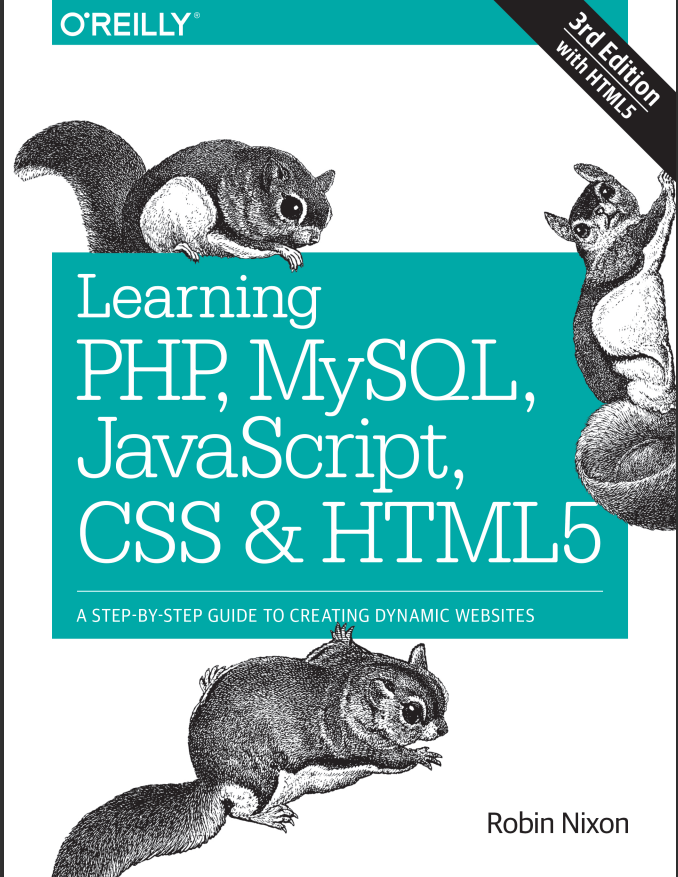 O'REILLY®
3rd Edition
with HTML5
Learning
PHP, MySQL,
JavaScript,
CSS & HTML5
A STEP-BY-STEP GUIDE TO CREATING DYNAMIC WEBSITES
Robin Nixon